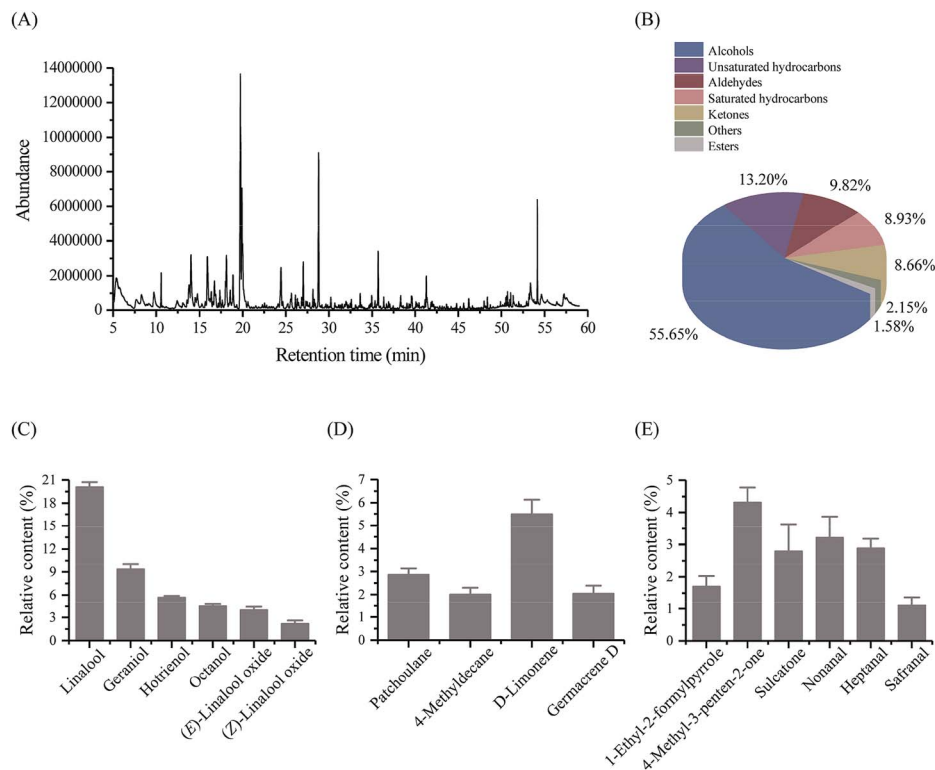 (A)
14000000
12000000
10000000
8000000
6000000
4000000
2000000
0
Abundance
5 10 15 20 25 30 35 40 45 50 55 60
Retention time (min)
(B)
Alcohols
Unsaturated hydrocarbons
Aldehydes
Saturated hydrocarbons
Ketones
Others
Esters
13.20%
9.82%
8.93%
8.66%
2.15%
1.58%
55.65%
(C)
21
18
15
12
9
6
3
0
Relative content (%)
Linalool
Geraniol
Hotrienol
Octanol
(E)-Linalool oxide
(Z)-Linalool oxide
(D)
7
6
5
4
3
2
1
0
Relative content (%)
Patchoulane
4-Methyldecane
D-Limonene
Germacrene D
(E)
5
4
3
2
1
0
Relative content (%)
1-Ethyl-2-formylpyrrole
4-Methyl-3-penten-2-one
Sulcatone
Nonanal
Heptanal
Safranal